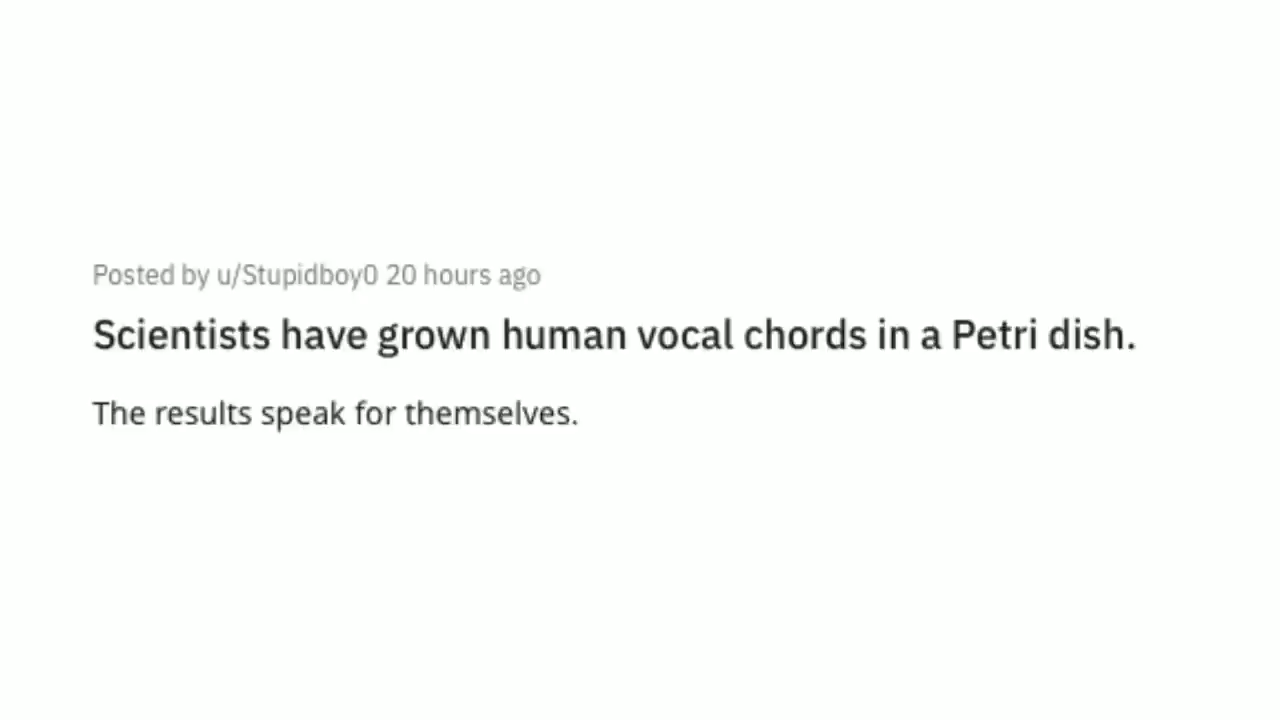 Posted by u/Stupidboy0 20 hours ago
Scientists have grown human vocal chords in a Petri dish.
The results speak for themselves.